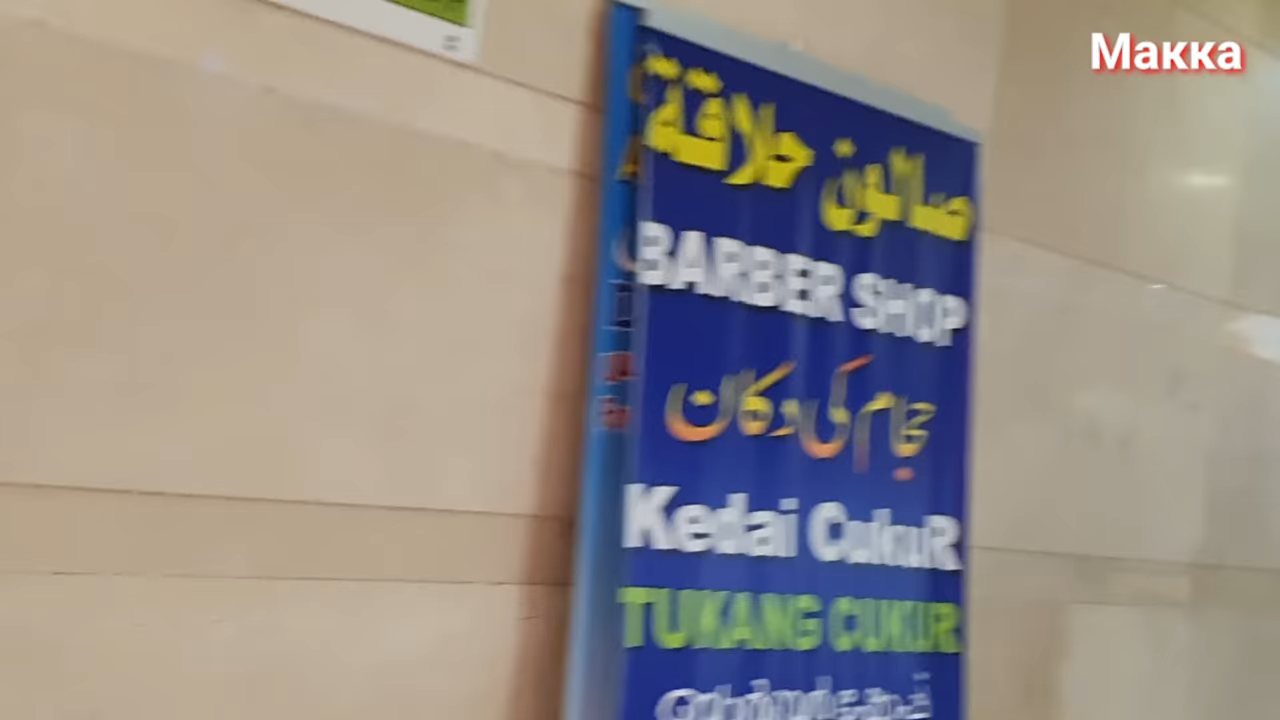 Макка
صالون حلاقة
BARBER SHOP
حجام کی دکان
Kedai CukuR
TUKANG CUKUR